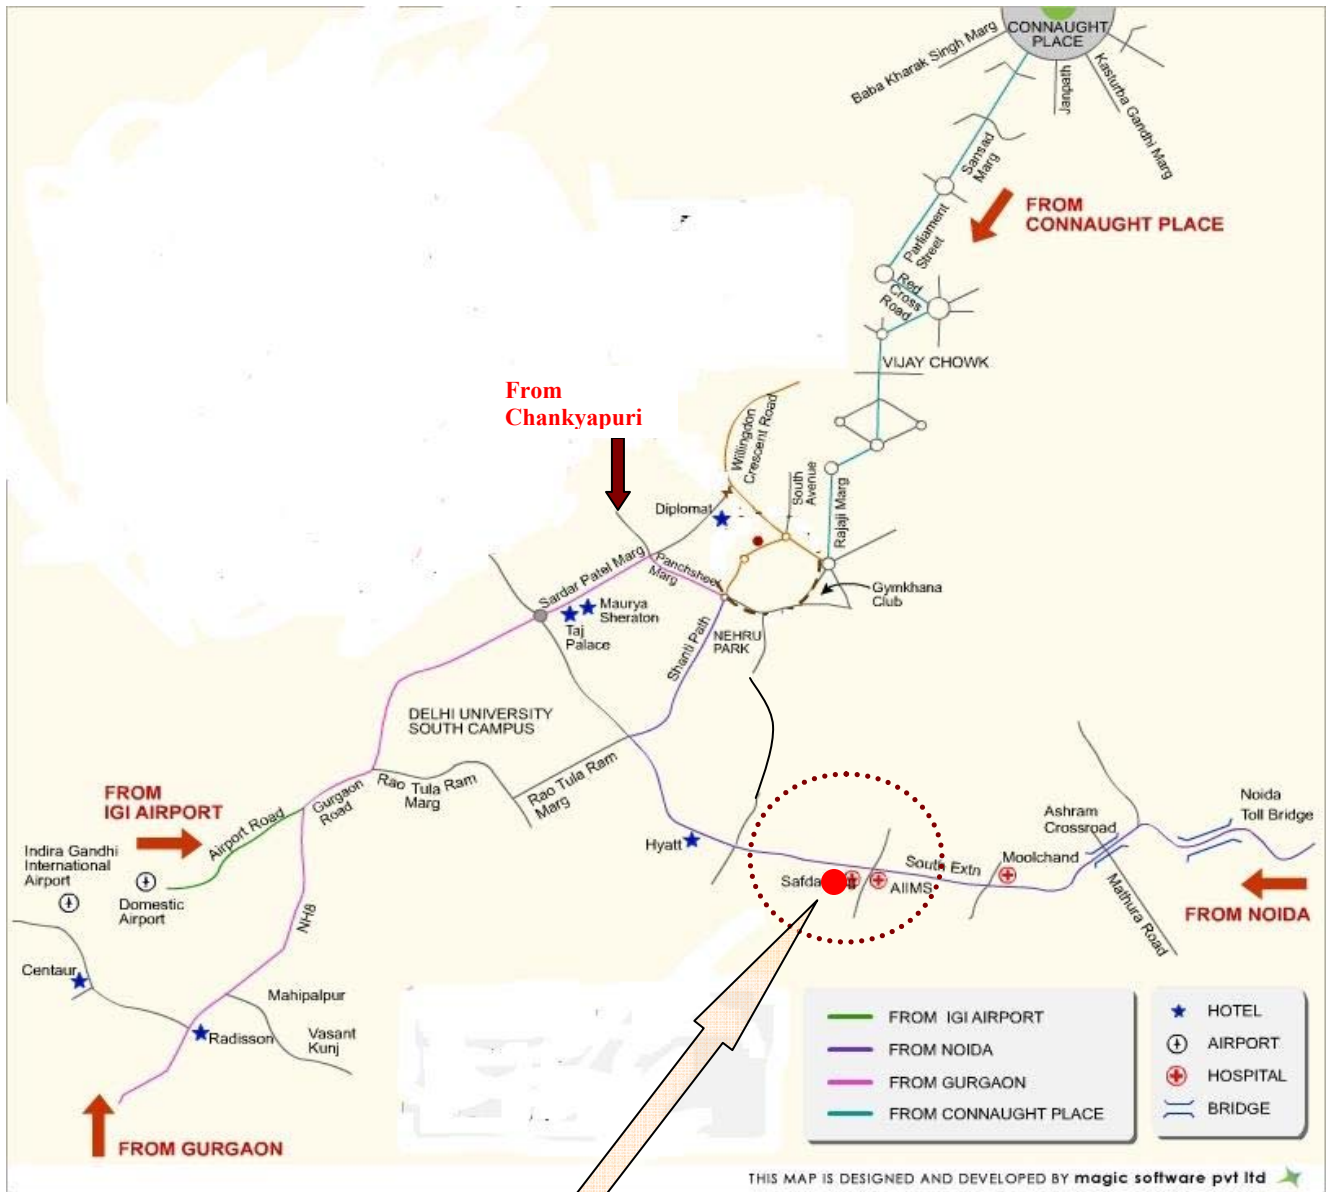 CONNAUGHT
PLACE
Baba Kharak Singh Marg
Janpath
Kasturba Gandhi Marg
Sansad
Marg
FROM
CONNAUGHT PLACE
Parliament
Street
Red
Cross
Road
VIJAY CHOWK
From
Chankyapuri
Willingdon
Crescent Road
South
Avenue
Rajaji Marg
Diplomat
Sardar Patel Marg
Panchsheel
Marg
Gymkhana
Club
Maurya
Sheraton
Taj
Palace
NEHRU
PARK
Shanti Path
DELHI UNIVERSITY
SOUTH CAMPUS
Rao Tula Ram
Marg
Rao Tula Ram
Marg
FROM
IGI AIRPORT
Airport Road
Gurgaon
Road
Indira Gandhi
International
Airport
Domestic
Airport
NH8
Hyatt
Ashram
Crossroad
Noida
Toll Bridge
South Extn
Moolchand
Safda
AIIMS
Mathura Road
FROM NOIDA
Centaur
Mahipalpur
Radisson
Vasant
Kunj
FROM GURGAON
FROM IGI AIRPORT
FROM NOIDA
FROM GURGAON
FROM CONNAUGHT PLACE
HOTEL
AIRPORT
HOSPITAL
BRIDGE
THIS MAP IS DESIGNED AND DEVELOPED BY magic software pvt ltd